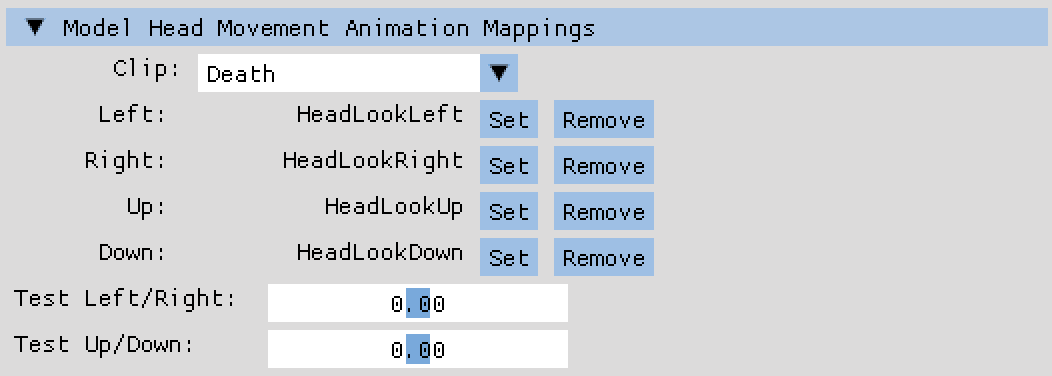 Model Head Movement Animation Mappings
Clip: Death
Left: HeadLookLeft Set Remove
Right: HeadLookRight Set Remove
Up: HeadLookUp Set Remove
Down: HeadLookDown Set Remove
Test Left/Right: 0.00
Test Up/Down: 0.00